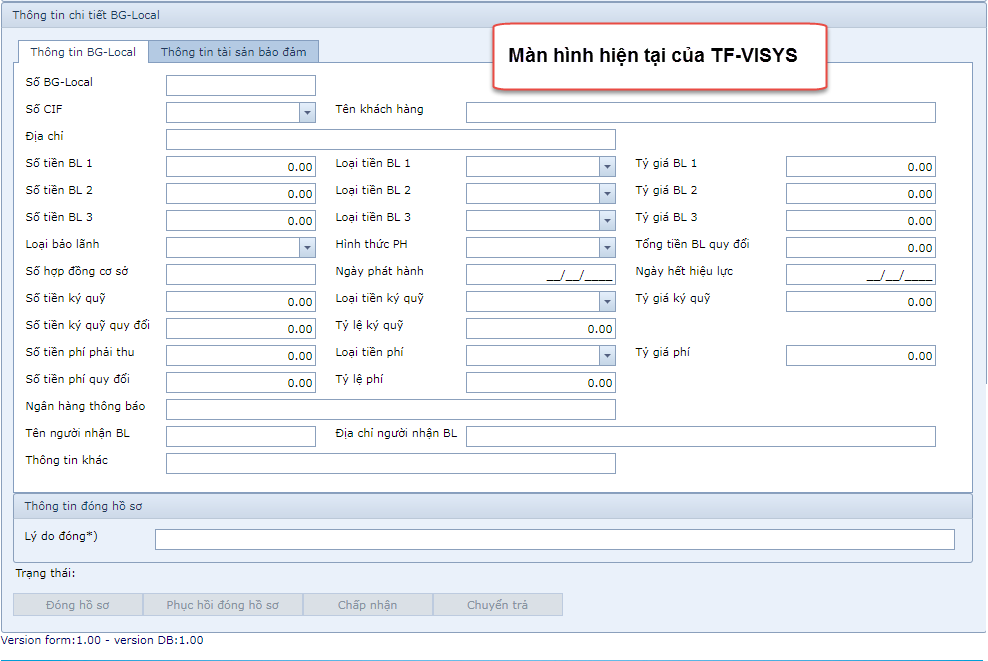 Thông tin chi tiết BG-Local
Thông tin BG-Local Thông tin tài sản bảo đảm
Màn hình hiện tại của TF-VISYS
Số BG-Local
Số CIF Tên khách hàng
Địa chỉ
Số tiền BL 1 0.00 Loại tiền BL 1 Tỷ giá BL 1 0.00
Số tiền BL 2 0.00 Loại tiền BL 2 Tỷ giá BL 2 0.00
Số tiền BL 3 0.00 Loại tiền BL 3 Tỷ giá BL 3 0.00
Loại bảo lãnh Hình thức PH Tổng tiền BL quy đổi 0.00
Số hợp đồng cơ sở Ngày phát hành __/__/____ Ngày hết hiệu lực __/__/____
Số tiền ký quỹ 0.00 Loại tiền ký quỹ Tỷ giá ký quỹ 0.00
Số tiền ký quỹ quy đổi 0.00 Tỷ lệ ký quỹ 0.00
Số tiền phí phải thu 0.00 Loại tiền phí Tỷ giá phí 0.00
Số tiền phí quy đổi 0.00 Tỷ lệ phí 0.00
Ngân hàng thông báo
Tên người nhận BL Địa chỉ người nhận BL
Thông tin khác
Thông tin đóng hồ sơ
Lý do đóng*)
Trạng thái:
Đóng hồ sơ Phục hồi đóng hồ sơ Chấp nhận Chuyển trả
Version form:1.00 - version DB:1.00